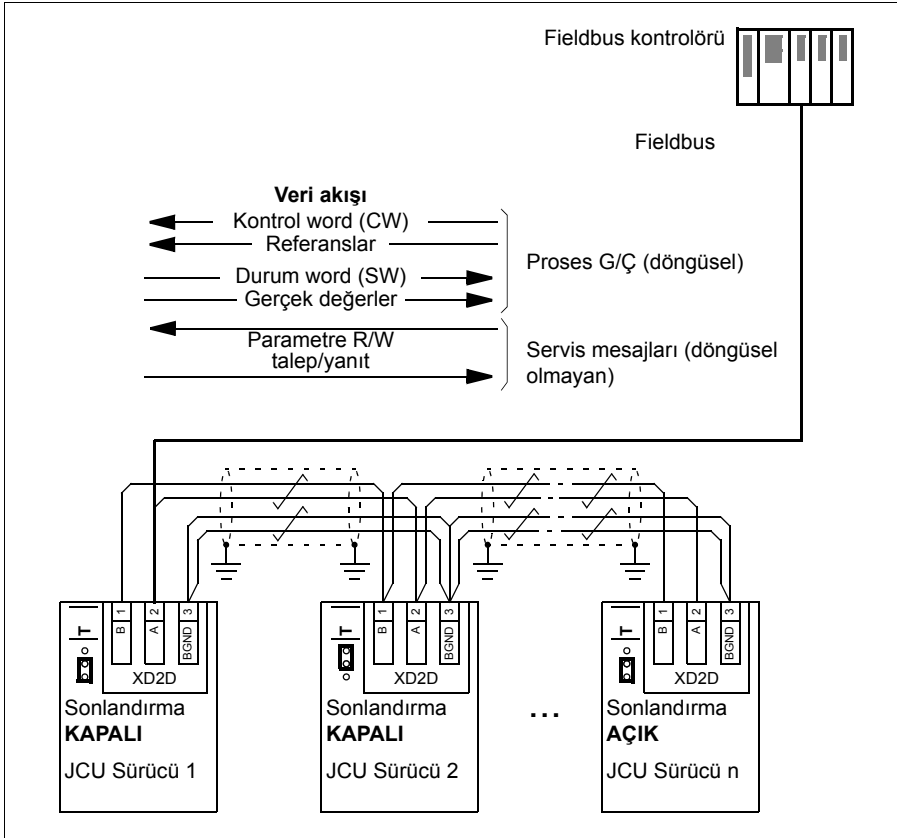 Fieldbus kontrolörü
Fieldbus
Veri akışı
Kontrol word (CW)
Referanslar
Durum word (SW)
Gerçek değerler
Proses G/Ç (döngüsel)
Parametre R/W
talep/yanıt
Servis mesajları (döngüsel
olmayan)
T
B 1
A 2
BGND 3
XD2D
Sonlandırma
KAPALI
JCU Sürücü 1
T
B 1
A 2
BGND 3
XD2D
Sonlandırma
KAPALI
JCU Sürücü 2
...
T
B 1
A 2
BGND 3
XD2D
Sonlandırma
AÇIK
JCU Sürücü n